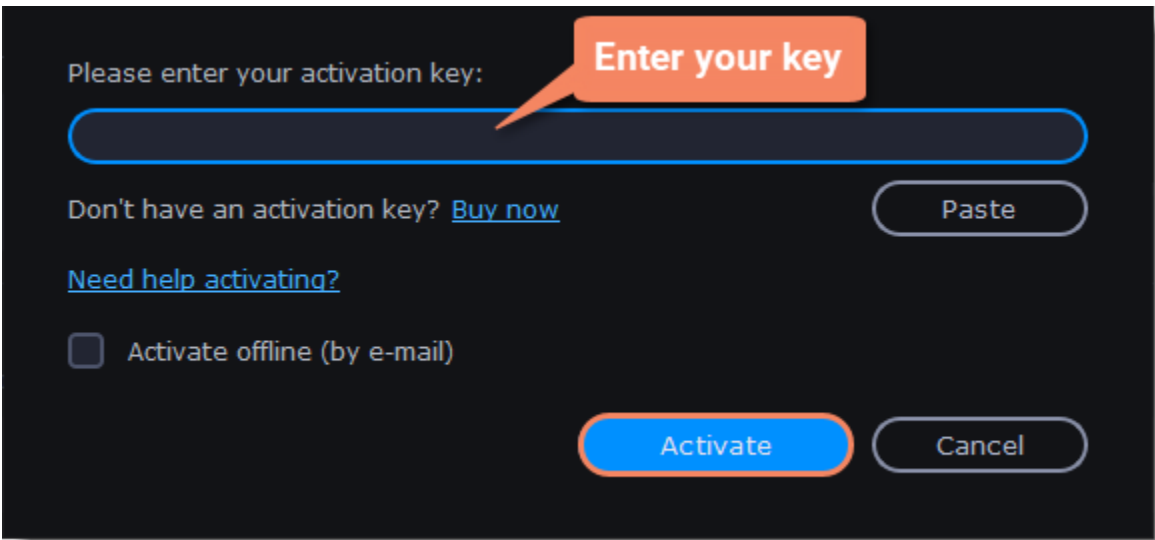 Enter your key
Please enter your activation key:
Don't have an activation key? Buy now
Paste
Need help activating?
Activate offline (by e-mail)
Activate
Cancel